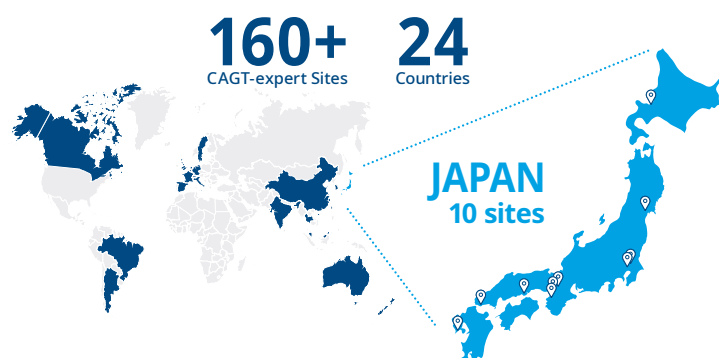 160+
CAGT-expert Sites
24
Countries
JAPAN
10 sites